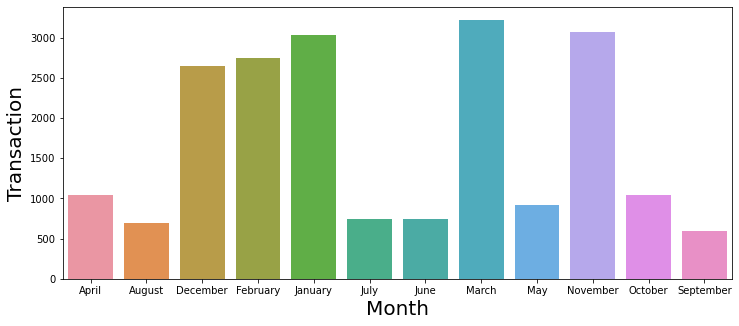 Transaction
3000
2500
2000
1500
1000
500
0
April August December February January July June March May November October September
Month